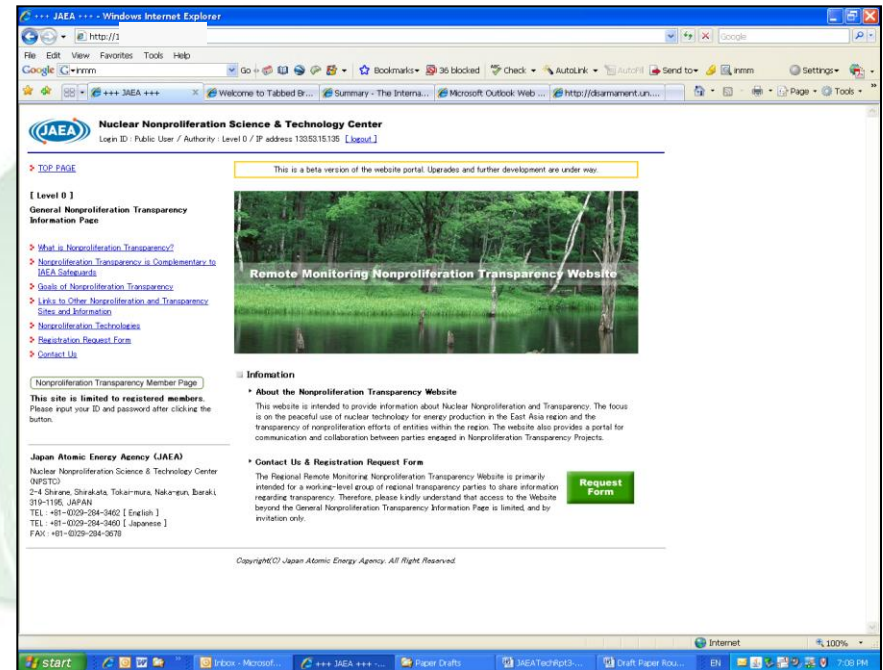 +++ JAEA +++ - Windows Internet Explorer
http://1
Google
File Edit View Favorites Tools Help
Google inmm Go Bookmarks 36 blocked Check AutoLink AutoFill Send to inmm Settings
+++ JAEA +++ Welcome to Tabbed Br... Summary - The Interna... Microsoft Outlook Web ... http://disarmament.un.... Page Tools
JAEA
Nuclear Nonproliferation Science & Technology Center
Login ID : Public User / Authority : Level 0 / IP address 133.53.15.135 [ logout ]
TOP PAGE
This is a beta version of the website portal. Upgrades and further development are under way.
[ Level 0 ]
General Nonproliferation Transparency
Information Page
What is Nonproliferation Transparency?
Nonproliferation Transparency is Complementary to
IAEA Safeguards
Goals of Nonproliferation Transparency
Links to Other Nonproliferation and Transparency
Sites and Information
Nonproliferation Technologies
Registration Request Form
Contact Us
Nonproliferation Transparency Member Page
This site is limited to registered members.
Please input your ID and password after clicking the
button.
Japan Atomic Energy Agency (JAEA)
Nuclear Nonproliferation Science & Technology Center
(NPSTC)
2-4 Shirane, Shirakata, Tokai-mura, Naka-gun, Ibaraki,
319-1195, JAPAN
TEL : +81-(0)29-284-3462 [ English ]
TEL : +81-(0)29-284-3460 [ Japanese ]
FAX : +81-(0)29-284-3678
Remote Monitoring Nonproliferation Transparency Website
Infomation
About the Nonproliferation Transparency Website
This website is intended to provide information about Nuclear Nonproliferation and Transparency. The focus
is on the peaceful use of nuclear technology for energy production in the East Asia region and the
transparency of nonproliferation efforts of entities within the region. The website also provides a portal for
communication and collaboration between parties engaged in Nonproliferation Transparency Projects.
Contact Us & Registration Request Form
The Regional Remote Monitoring Nonproliferation Transparency Website is primarily
intended for a working-level group of regional transparency parties to share information
regarding transparency. Therefore, please kindly understand that access to the Website
beyond the General Nonproliferation Transparency Information Page is limited, and by
invitation only.
Request
Form
Copyright(C) Japan Atomic Energy Agency. All Right Reserved.
Internet 100%
start Inbox - Microsof... +++ JAEA +++ -... Paper Drafts JAEATechRpt3-... Draft Paper Rou... EN 7:08 PM